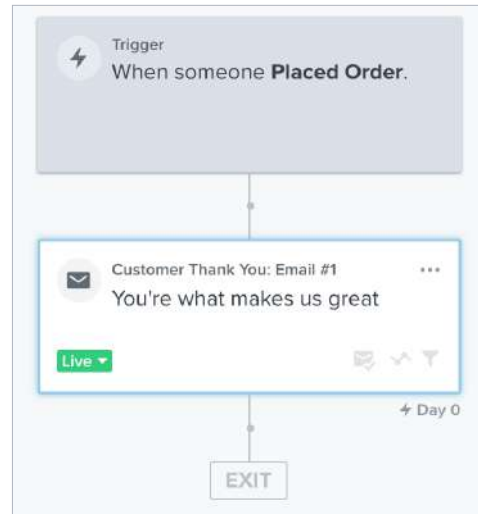 Trigger
When someone Placed Order.
Customer Thank You: Email #1
You're what makes us great
Live
Day 0
EXIT